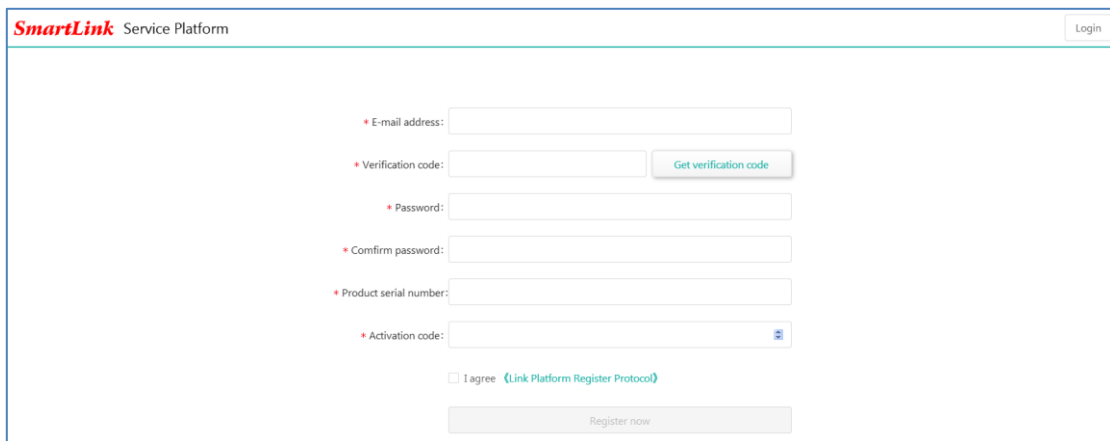 SmartLink Service Platform Login
* E-mail address:
* Verification code: Get verification code
* Password:
* Comfirm password:
* Product serial number:
* Activation code:
I agree 《Link Platform Register Protocol》
Register now